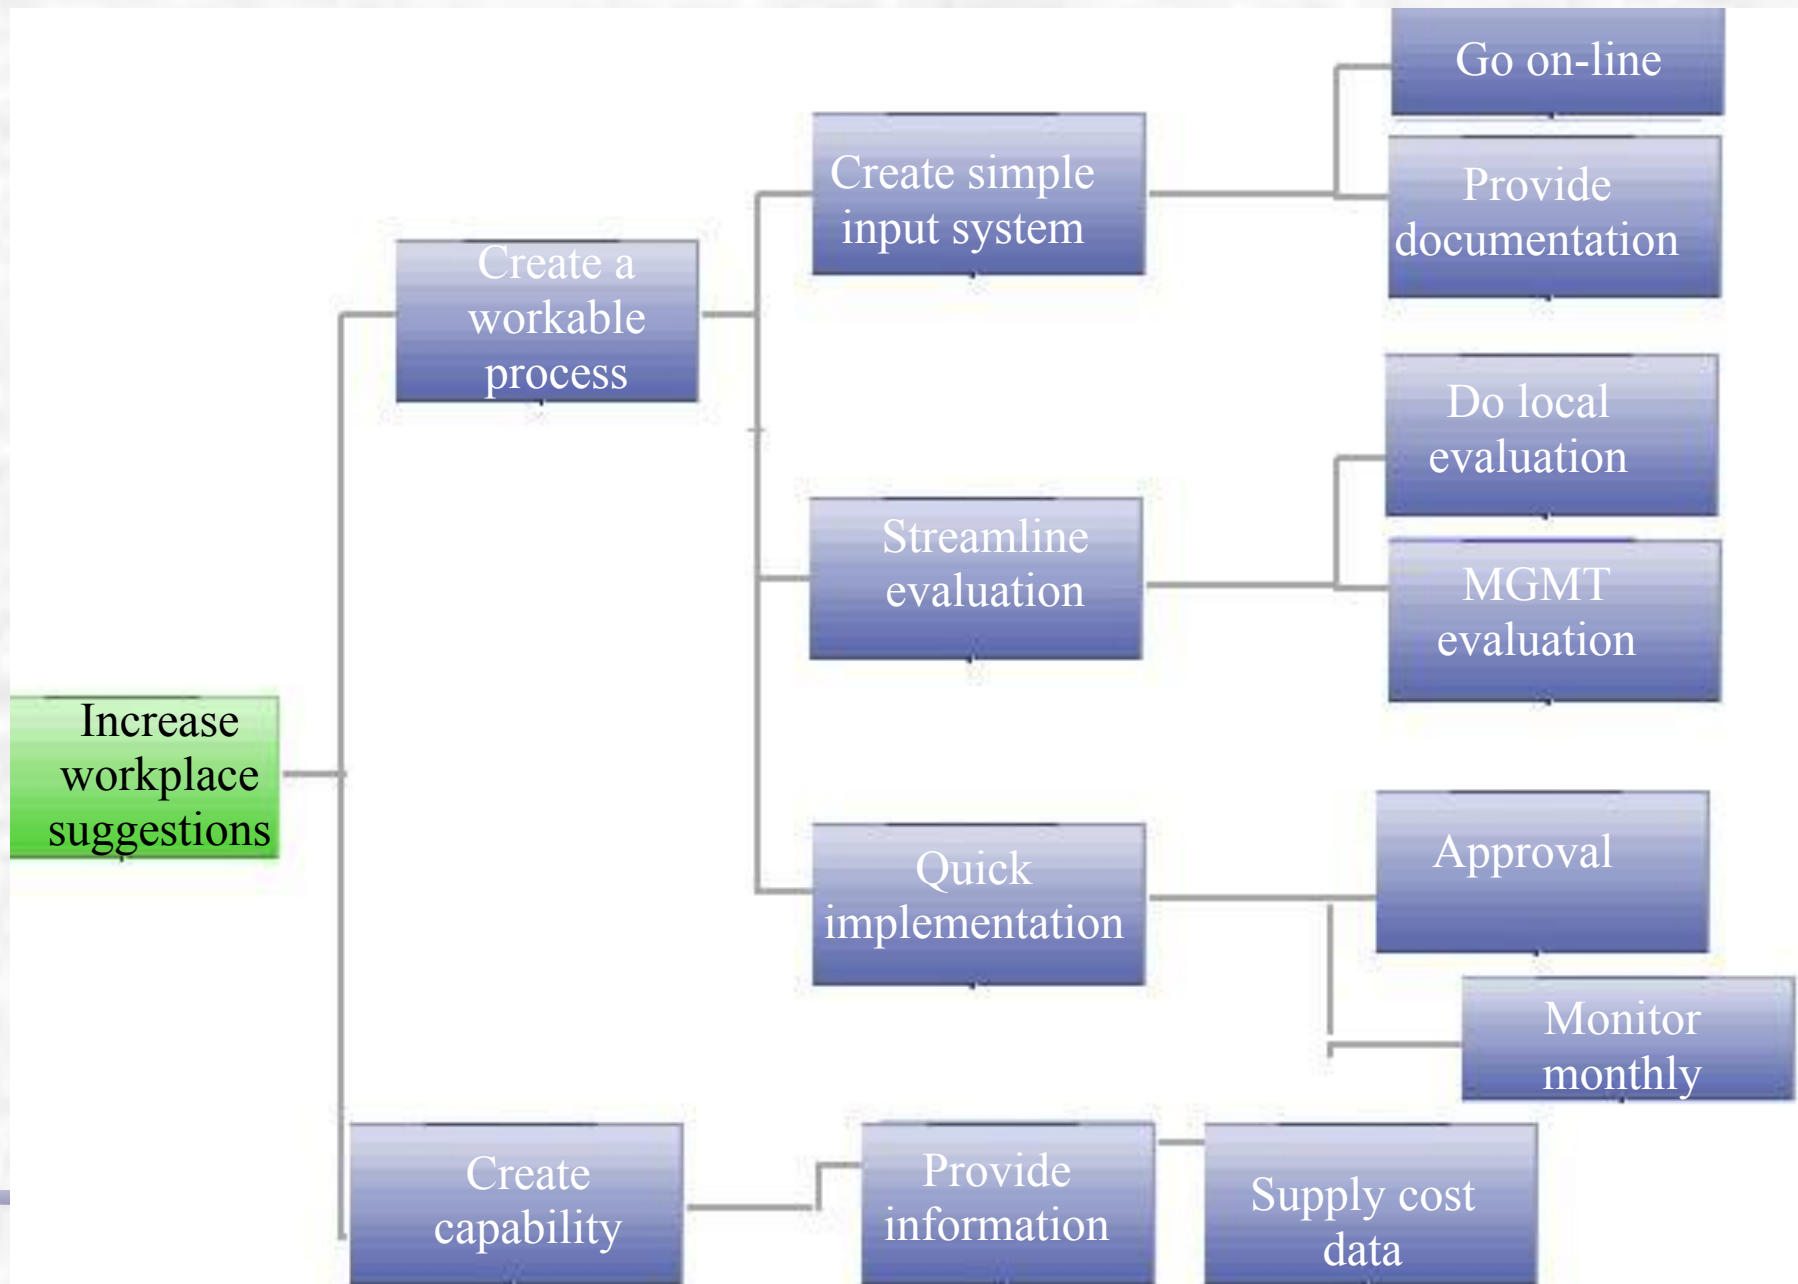 Go on-line
Provide
documentation
Create simple
input system
Create a
workable
process
Do local
evaluation
Streamline
evaluation
MGMT
evaluation
Increase
workplace
suggestions
Quick
implementation
Approval
Monitor
monthly
Create
capability
Provide
information
Supply cost
data